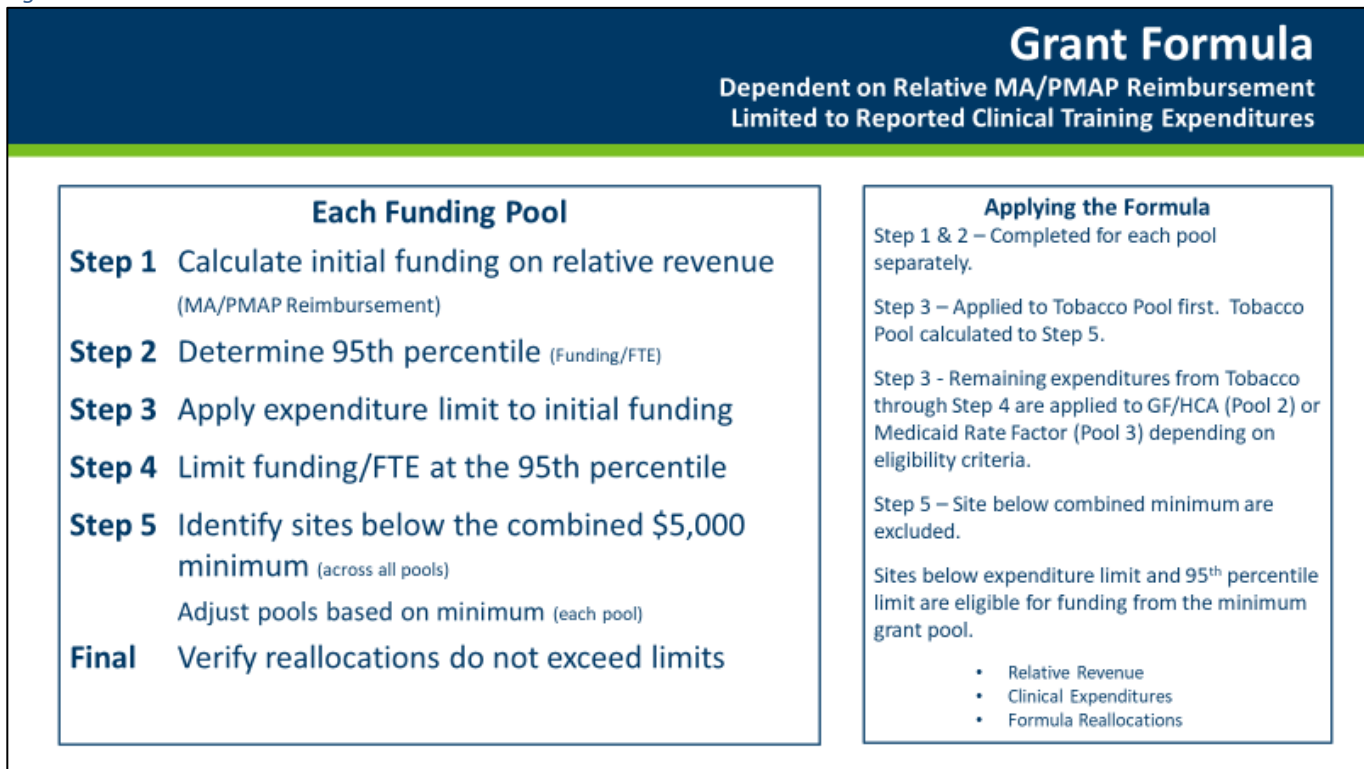 Grant Formula
Dependent on Relative MA/PMAP Reimbursement
Limited to Reported Clinical Training Expenditures
Each Funding Pool
Step 1 Calculate initial funding on relative revenue
(MA/PMAP Reimbursement)
Step 2 Determine 95th percentile (Funding/FTE)
Step 3 Apply expenditure limit to initial funding
Step 4 Limit funding/FTE at the 95th percentile
Step 5 Identify sites below the combined $5,000
minimum (across all pools)
Adjust pools based on minimum (each pool)
Final Verify reallocations do not exceed limits
Applying the Formula
Step 1 & 2 – Completed for each pool
separately.
Step 3 – Applied to Tobacco Pool first. Tobacco
Pool calculated to Step 5.
Step 3 - Remaining expenditures from Tobacco
through Step 4 are applied to GF/HCA (Pool 2) or
Medicaid Rate Factor (Pool 3) depending on
eligibility criteria.
Step 5 – Site below combined minimum are
excluded.
Sites below expenditure limit and 95th percentile
limit are eligible for funding from the minimum
grant pool.
• Relative Revenue
• Clinical Expenditures
• Formula Reallocations